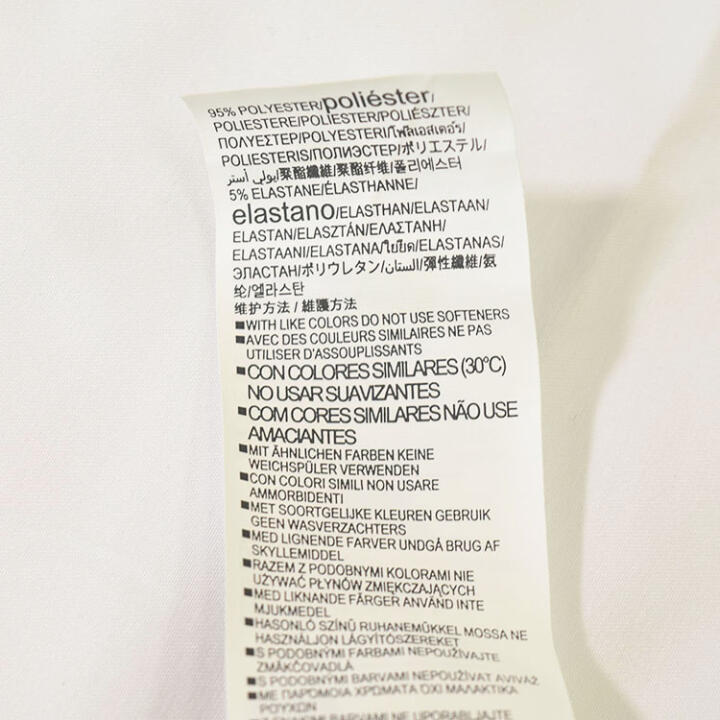 95% POLYESTER/poliéster/
POLIESTERE/POLIESTER/POLIÉSZTER/
ΠΟΛΥΕΣΤΕΡ/POLYESTERI/โพลีเอสเตอร์/
POLIESTERIS/ПОЛИЭСТЕР/ポリエステル/
بولي أستر/聚酯纖維/聚酯纤维/폴리에스터
5% ELASTANE/ÉLASTHANNE/
elastano/ELASTHAN/ELASTAAN/
ELASTAN/ELASZTÁN/ΕΛΑΣΤΑΝΗ/
ELASTAANI/ELASTANA/ใยยืด/ELASTANAS/
ЭЛАСТАН/ポリウレタン/الستان/彈性纖維/氨
纶/엘라스탄
维护方法 / 維護方法
■WITH LIKE COLORS DO NOT USE SOFTENERS
■AVEC DES COULEURS SIMILAIRES NE PAS
UTILISER D'ASSOUPLISSANTS
■CON COLORES SIMILARES (30°C)
NO USAR SUAVIZANTES
■COM CORES SIMILARES NÃO USE
AMACIANTES
■MIT ÄHNLICHEN FARBEN KEINE
WEICHSPÜLER VERWENDEN
■CON COLORI SIMILI NON USARE
AMMORBIDENTI
■MET SOORTGELIJKE KLEUREN GEBRUIK
GEEN WASVERZACHTERS
■MED LIGNENDE FARVER UNDGÅ BRUG AF
SKYLLEMIDDEL
■RAZEM Z PODOBNYMI KOLORAMI NIE
UŻYWAĆ PŁYNÓW ZMIĘKCZAJĄCYCH
■MED LIKNANDE FÄRGER ANVÄND INTE
MJUKMEDEL
■HASONLÓ SZÍNŰ RUHANEMŰKKEL MOSSA NE
HASZNÁLJON LÁGYÍTÓSZEREKET
■S PODOBNÝMI FARBAMI NEPOUŽÍVAJTE
ZMÄKČOVADLÁ
■S PODOBNÝMI BARVAMI NEPOUŽÍVAT AVIVÁŽ
■ΜΕ ΠΑΡΟΜΟΙΑ ΧΡΩΜΑΤΑ ΟΧΙ ΜΑΛΑΚΤΙΚΑ
ΡΟΥΧΩΝ